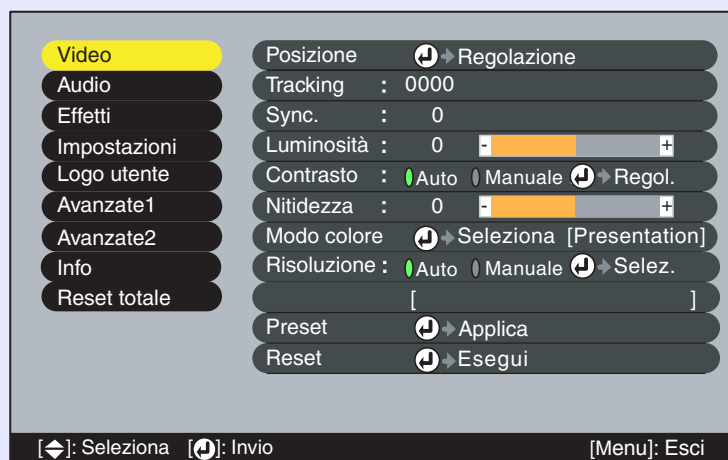 Video
Audio
Effetti
Impostazioni
Logo utente
Avanzate1
Avanzate2
Info
Reset totale
Posizione Regolazione
Tracking : 0000
Sync. : 0
Luminosità : 0 - +
Contrasto : Auto Manuale Regol.
Nitidezza : 0 - +
Modo colore Seleziona [Presentation]
Risoluzione : Auto Manuale Selez.
[ ]
Preset Applica
Reset Esegui
[ ]: Seleziona [ ]: Invio [Menu]: Esci